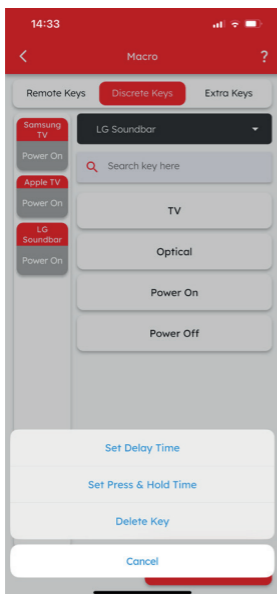 14:33
Macro
?
Remote Keys
Discrete Keys
Extra Keys
Samsung
TV
Power On
Apple TV
Power On
LG
Soundbar
Power On
LG Soundbar
Search key here
TV
Optical
Power On
Power Off
Set Delay Time
Set Press & Hold Time
Delete Key
Cancel